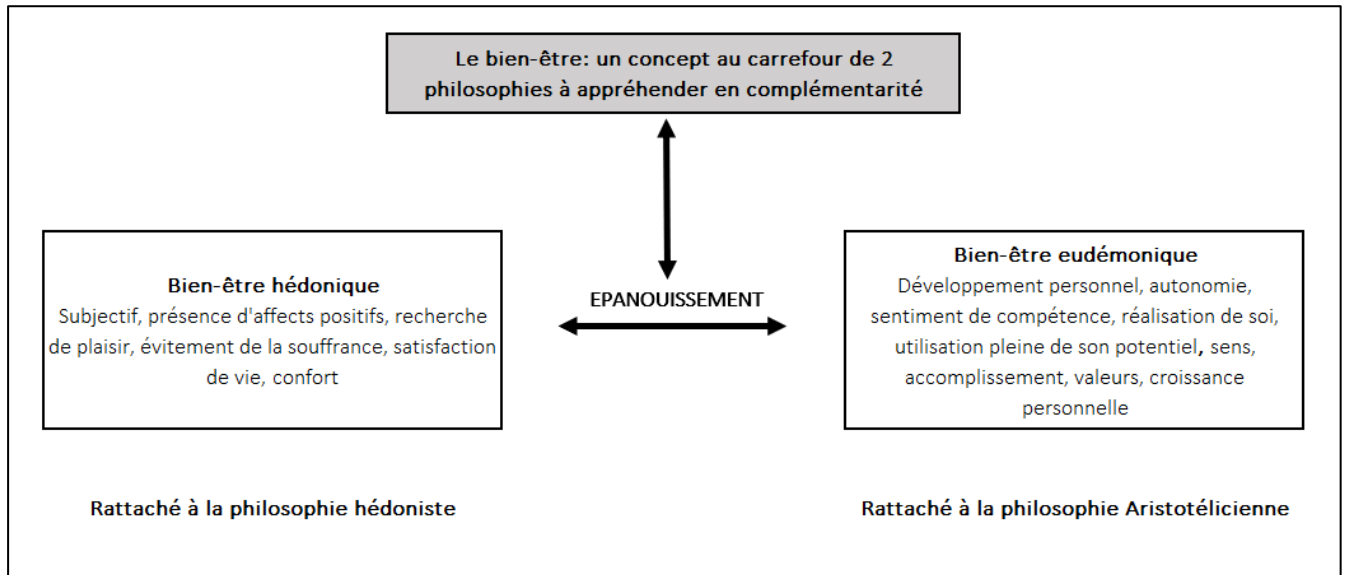 Le bien-être: un concept au carrefour de 2
philosophies à appréhender en complémentarité
Bien-être hédonique
Subjectif, présence d'affects positifs, recherche
de plaisir, évitement de la souffrance, satisfaction
de vie, confort
EPANOUISSEMENT
Bien-être eudémonique
Développement personnel, autonomie,
sentiment de compétence, réalisation de soi,
utilisation pleine de son potentiel, sens,
accomplissement, valeurs, croissance
personnelle
Rattaché à la philosophie hédoniste
Rattaché à la philosophie Aristotélicienne